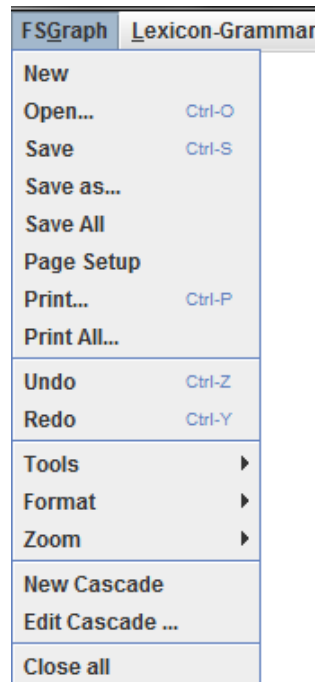 FSGraph Lexicon-Grammar
New
Open... Ctrl-O
Save Ctrl-S
Save as...
Save All
Page Setup
Print... Ctrl-P
Print All...
Undo Ctrl-Z
Redo Ctrl-Y
Tools
Format
Zoom
New Cascade
Edit Cascade ...
Close all